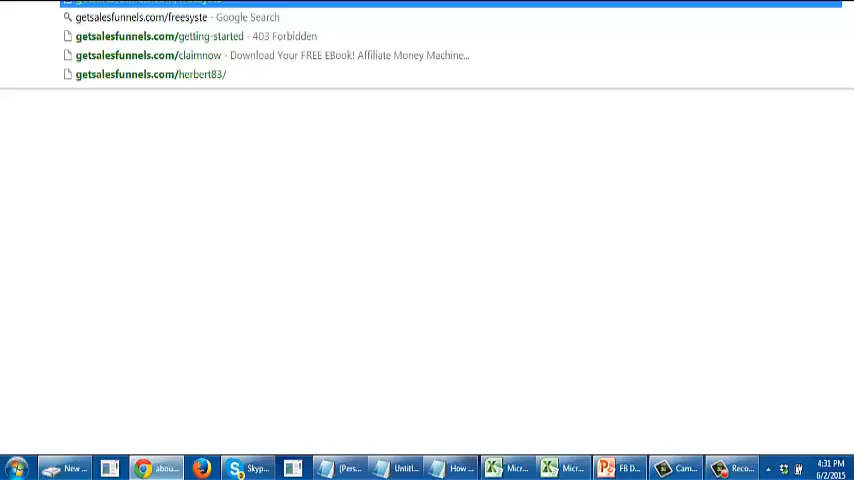 getsalesfunnels.com/freesyste - Google Search
getsalesfunnels.com/getting-started - 403 Forbidden
getsalesfunnels.com/claimnow - Download Your FREE EBook! Affiliate Money Machine...
getsalesfunnels.com/herbert83/
New ...
abou...
Skyp...
(Pers...
Untitl...
How ...
Micr...
Micr...
FB D...
Cam...
Reco...
4:31 PM
6/2/2015